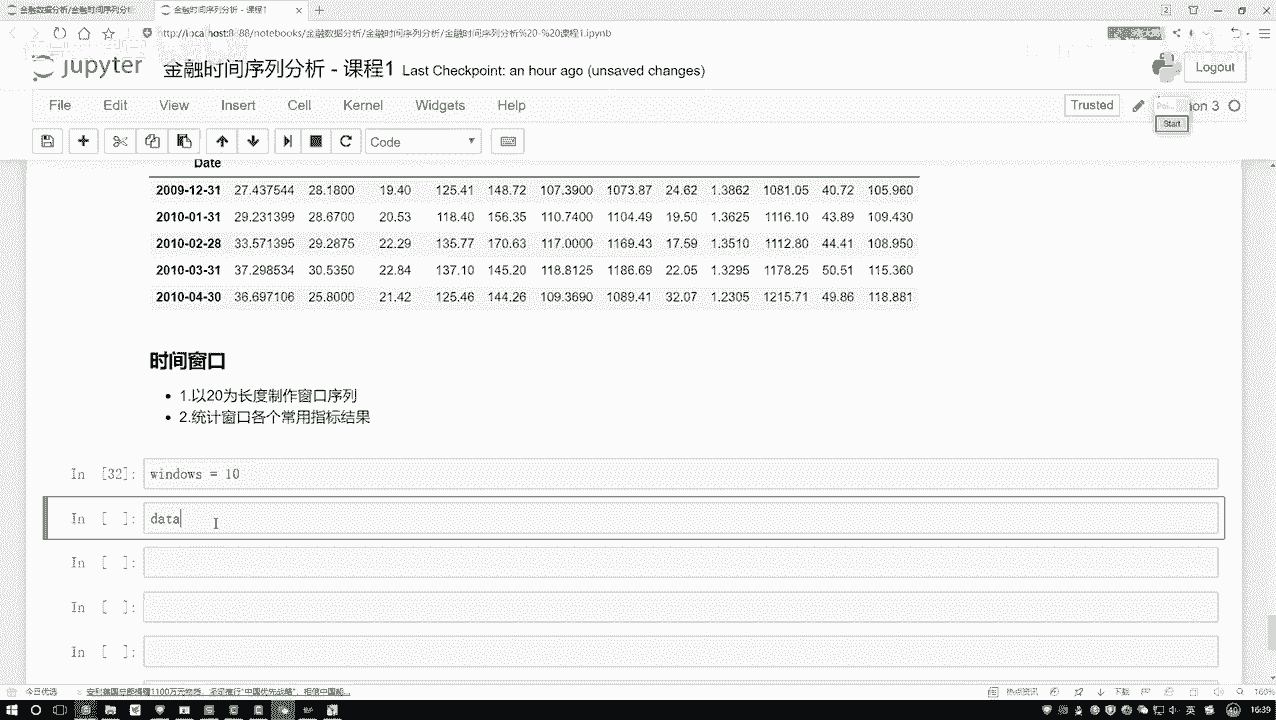 金融数据分析/金融时间序列分析
金融时间序列分析 - 课程1
http://localhost:8888/notebooks/金融数据分析/金融时间序列分析/金融时间序列分析%20-%20课程1.ipynb
jupyter 金融时间序列分析 - 课程1 Last Checkpoint: an hour ago (unsaved changes)
Logout
File Edit View Insert Cell Kernel Widgets Help
Trusted
on 3
Start
Code
Date
2009-12-31 27.437544 28.1800 19.40 125.41 148.72 107.3900 1073.87 24.62 1.3862 1081.05 40.72 105.960
2010-01-31 29.231399 28.6700 20.53 118.40 156.35 110.7400 1104.49 19.50 1.3625 1116.10 43.89 109.430
2010-02-28 33.571395 29.2875 22.29 135.77 170.63 117.0000 1169.43 17.59 1.3510 1112.80 44.41 108.950
2010-03-31 37.298534 30.5350 22.84 137.10 145.20 118.8125 1186.69 22.05 1.3295 1178.25 50.51 115.360
2010-04-30 36.697106 25.8000 21.42 125.46 144.26 109.3690 1089.41 32.07 1.2305 1215.71 49.86 118.881
时间窗口
1.以20为长度制作窗口序列
2.统计窗口各个常用指标结果
In [32]: windows = 10
In [ ]: data
In [ ]:
In [ ]:
In [ ]:
今日优选
热点资讯
下载
160%
英
16:39